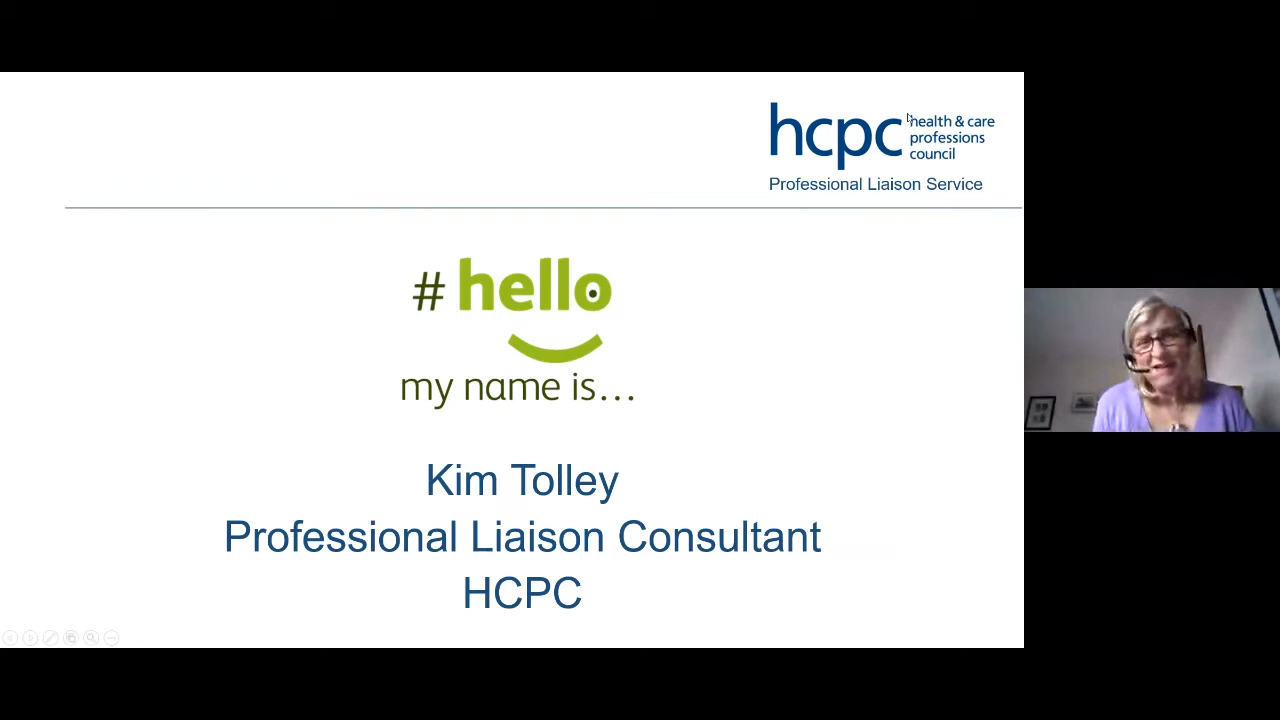 hcpc
health & care
professions
council
Professional Liaison Service
# hello
my name is...
Kim Tolley
Professional Liaison Consultant
HCPC